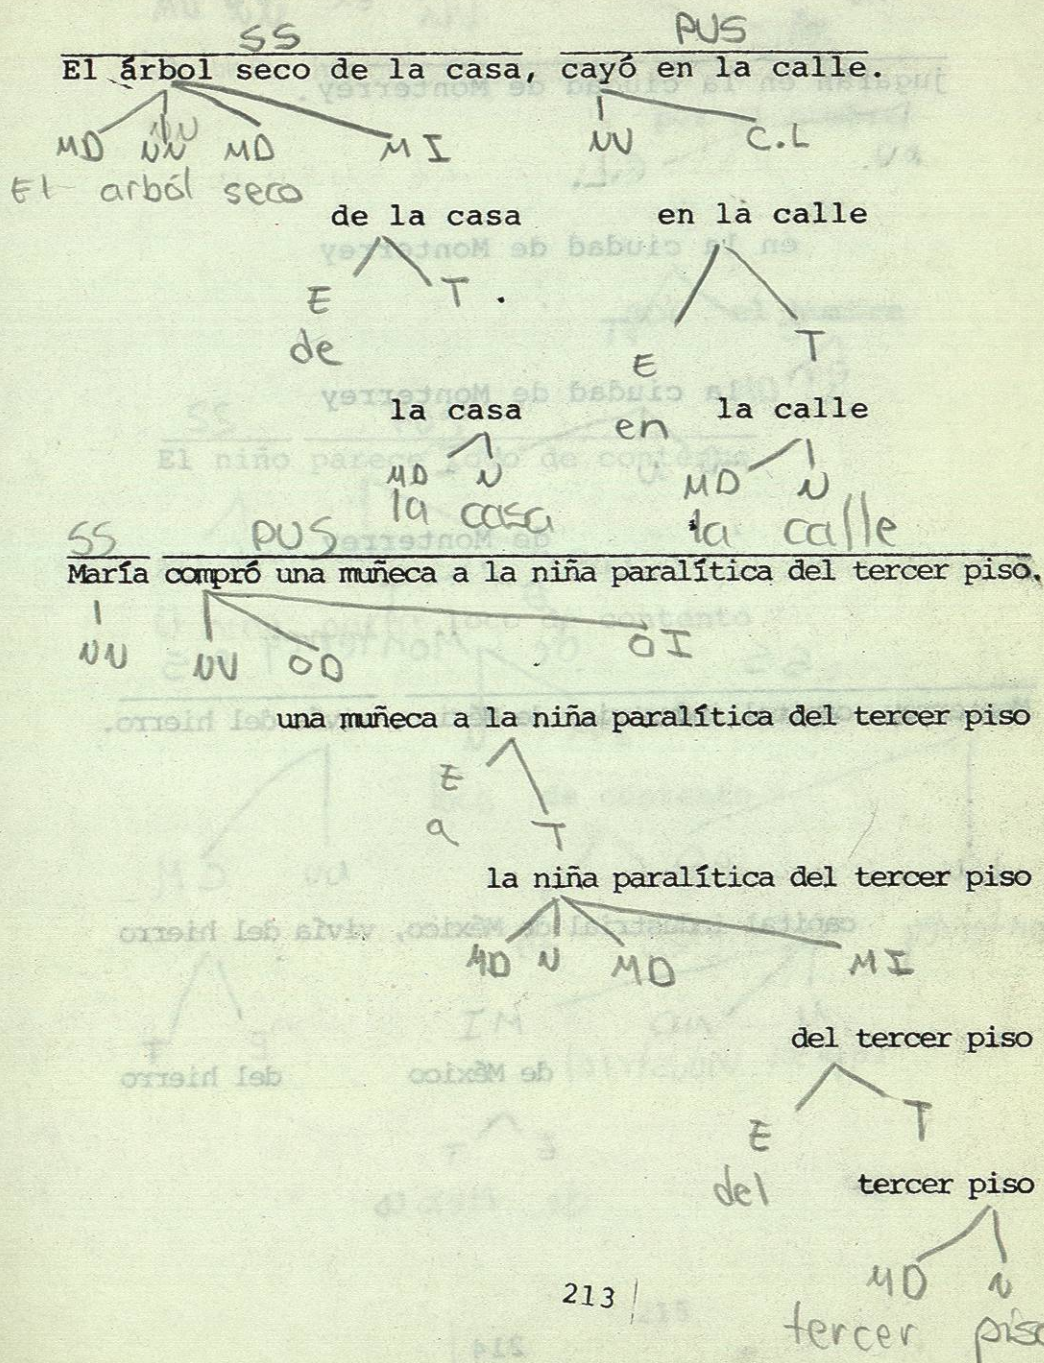 SS PUS
El árbol seco de la casa, cayó en la calle.
MD NN MD MI NV C.L
El arból seco
de la casa en la calle
E T . E T
de en
la casa la calle
MD N MD N
la casa la calle
SS PUS
María compró una muñeca a la niña paralítica del tercer piso.
NN NV OD OI
una muñeca a la niña paralítica del tercer piso
E T
a
la niña paralítica del tercer piso
MD N MD MI
del tercer piso
E T
del
tercer piso
MD N
tercer piso
213